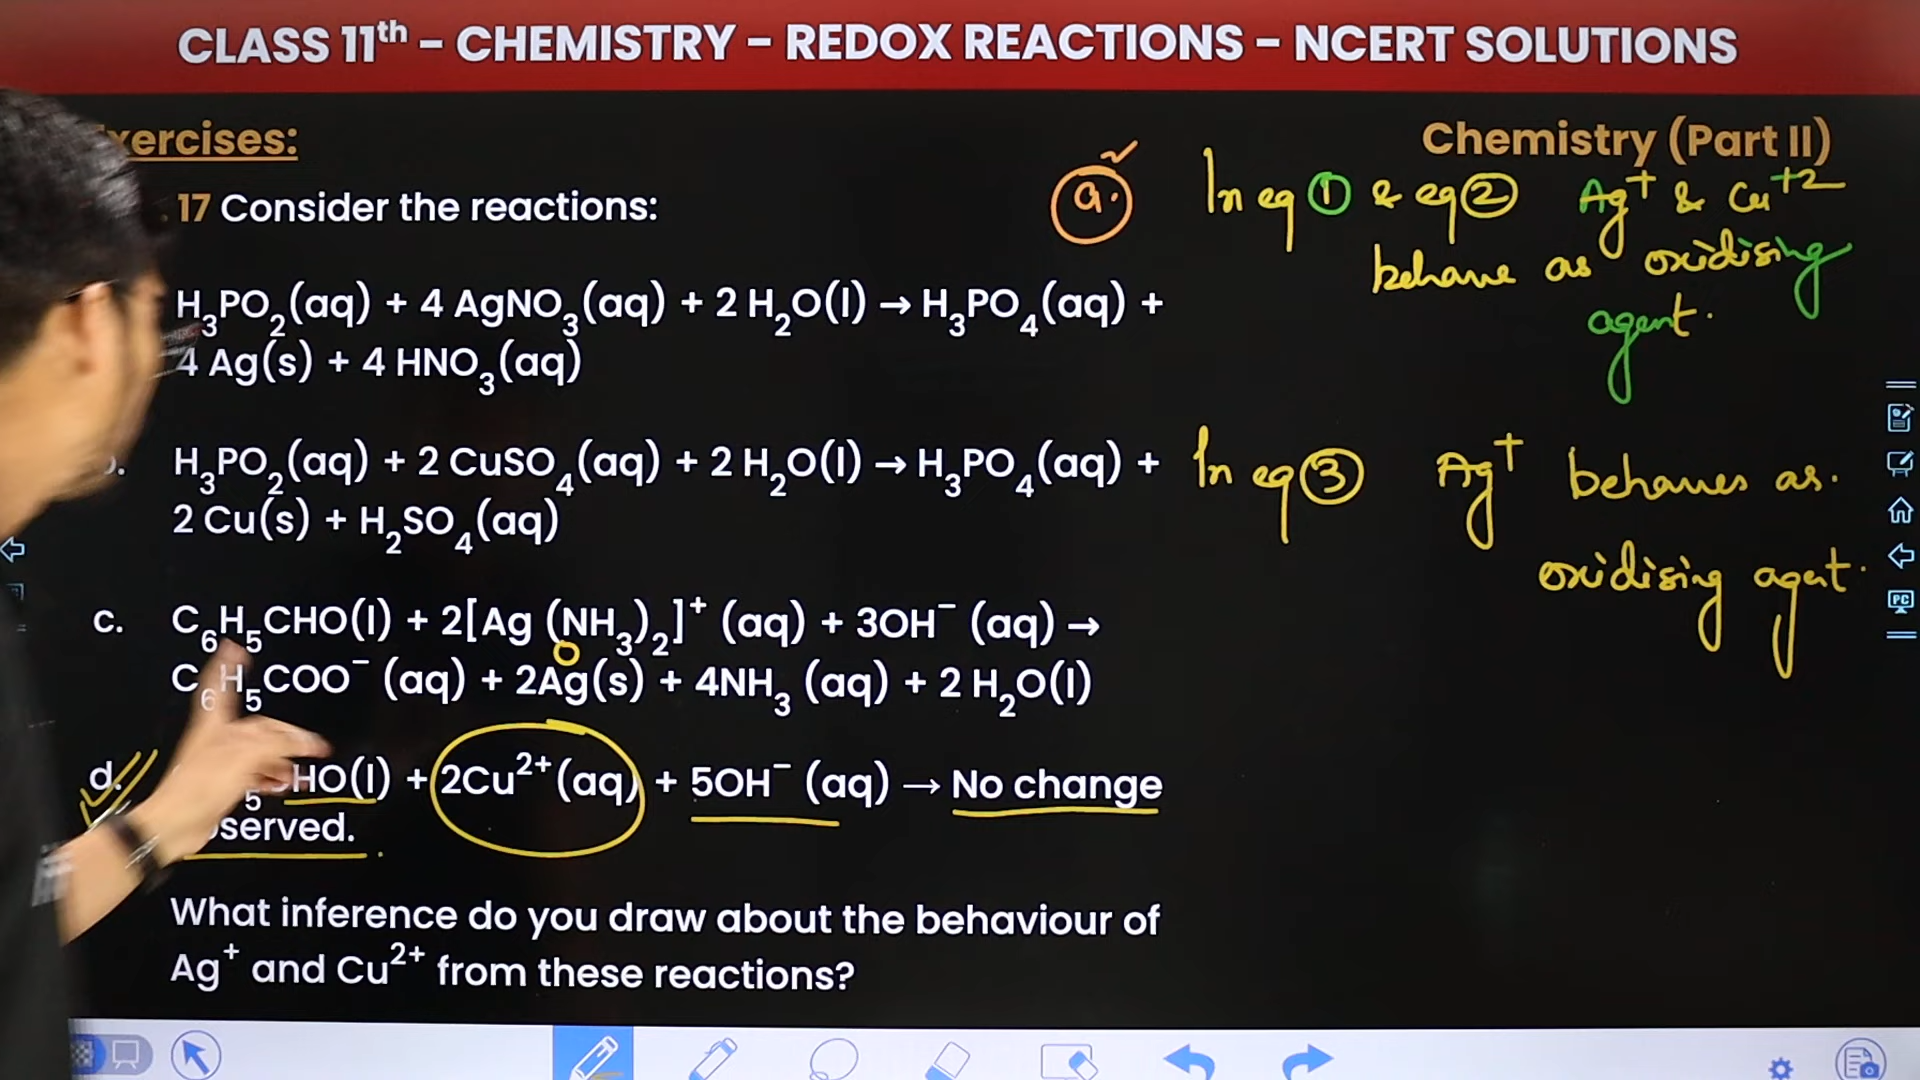 CLASS 11th – CHEMISTRY – REDOX REACTIONS – NCERT SOLUTIONS
xercises:
Chemistry (Part II)
. 17 Consider the reactions:
H₃PO₂(aq) + 4 AgNO₃(aq) + 2 H₂O(l) → H₃PO₄(aq) +
4 Ag(s) + 4 HNO₃(aq)
b. H₃PO₂(aq) + 2 CuSO₄(aq) + 2 H₂O(l) → H₃PO₄(aq) +
2 Cu(s) + H₂SO₄(aq)
c. C₆H₅CHO(l) + 2[Ag (NH₃)₂]⁺ (aq) + 3OH⁻ (aq) →
C₆H₅COO⁻ (aq) + 2Ag(s) + 4NH₃ (aq) + 2 H₂O(l)
0
d. ₅HO(l) + 2Cu²⁺(aq) + 5OH⁻ (aq) → No change
served.
What inference do you draw about the behaviour of
Ag⁺ and Cu²⁺ from these reactions?
a.
In eq ① & eq ② Ag⁺ & Cu⁺²
behave as oxidising
agent.
In eq ③ Ag⁺ behaves as.
oxidising agent.
PC